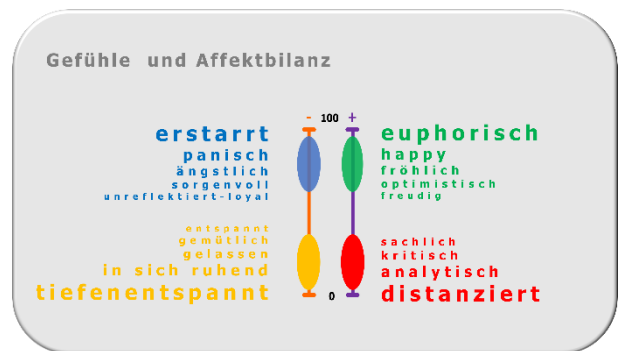 Gefühle und Affektbilanz
- 100 +
erstarrt
panisch
ängstlich
sorgenvoll
unreflektiert-loyal
euphorisch
happy
fröhlich
optimistisch
freudig
entspannt
gemütlich
gelassen
in sich ruhend
tiefenentspannt
sachlich
kritisch
analytisch
distanziert
0